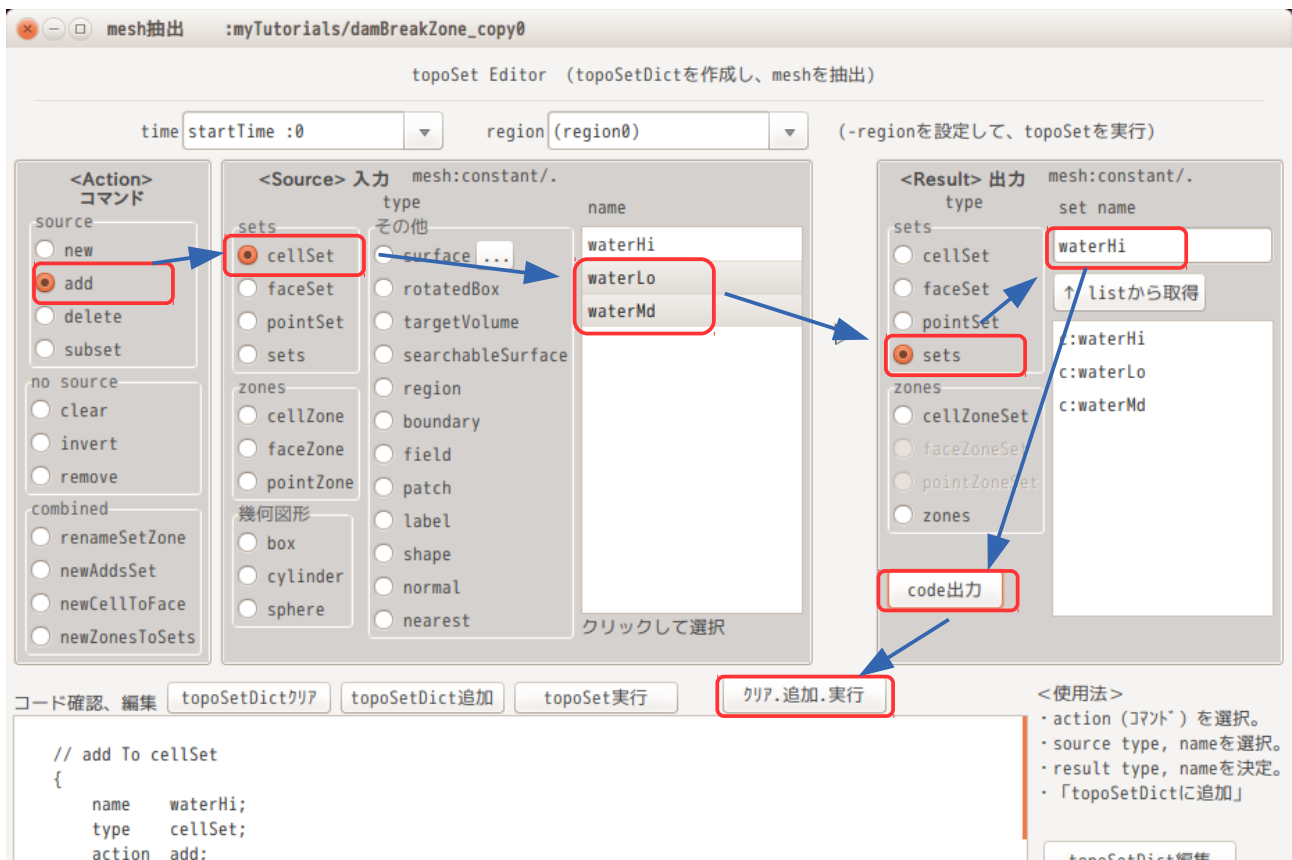 mesh抽出 :myTutorials/damBreakZone_copy0
topoSet Editor （topoSetDictを作成し、meshを抽出）
time startTime :0 region (region0) (-regionを設定して、topoSetを実行)
<Action>
コマンド
source
new
add
delete
subset
no source
clear
invert
remove
combined
renameSetZone
newAddsSet
newCellToFace
newZonesToSets
<Source> 入力 mesh:constant/.
type
sets
cellSet
faceSet
pointSet
sets
zones
cellZone
faceZone
pointZone
幾何図形
box
cylinder
sphere
その他
surface ...
rotatedBox
targetVolume
searchableSurface
region
boundary
field
patch
label
shape
normal
nearest
name
waterHi
waterLo
waterMd
クリックして選択
<Result> 出力 mesh:constant/.
type
sets
cellSet
faceSet
pointSet
sets
zones
cellZoneSet
faceZoneSet
pointZoneSet
zones
code出力
set name
waterHi
↑ listから取得
c:waterHi
c:waterLo
c:waterMd
コード確認、編集 topoSetDictｸﾘｱ topoSetDict追加 topoSet実行 ｸﾘｱ.追加.実行
// add To cellSet
{
name waterHi;
type cellSet;
action add;
<使用法>
・action (ｺﾏﾝﾄﾞ) を選択。
・source type, nameを選択。
・result type, nameを決定。
・「topoSetDictに追加」
topoSetDict編集